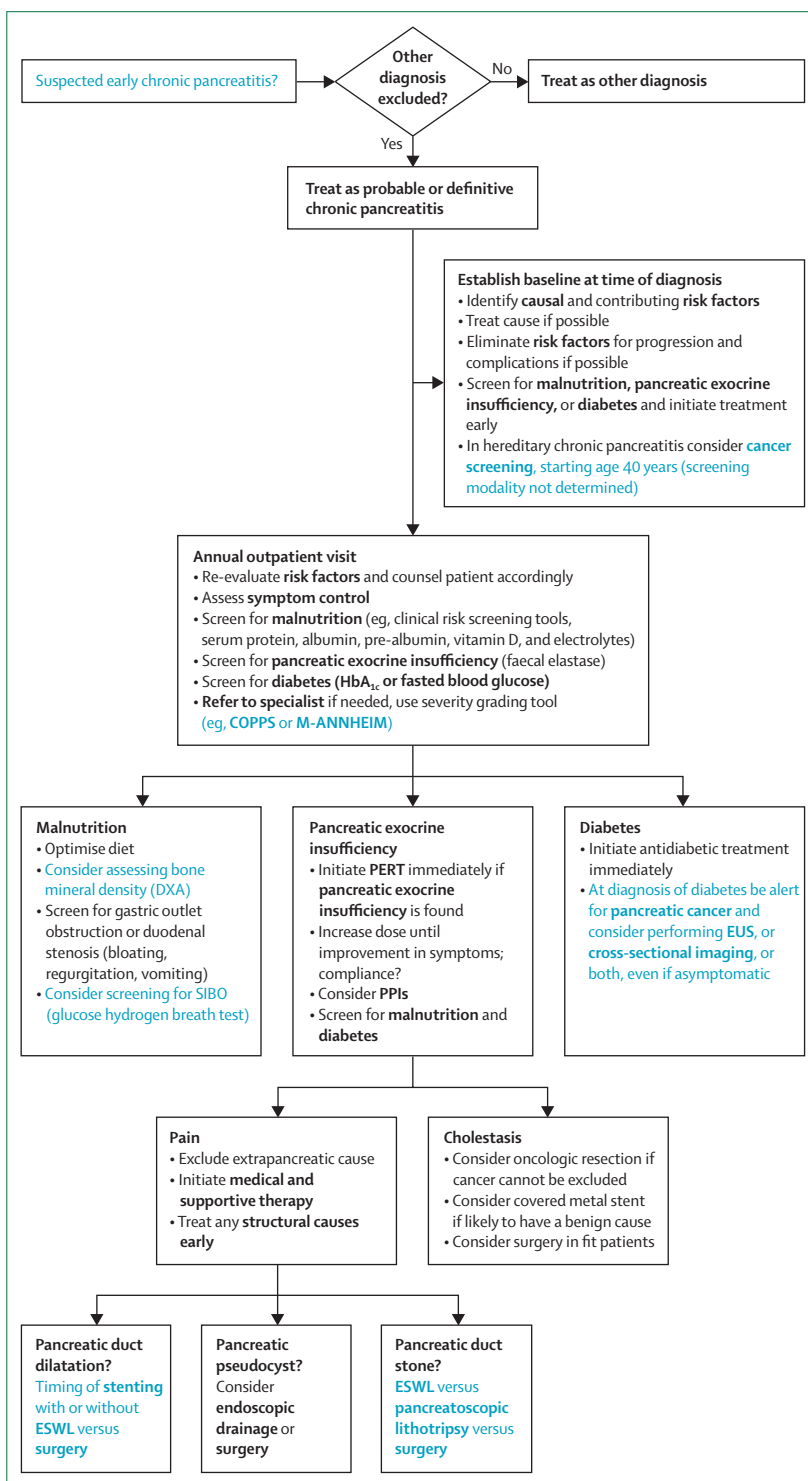 Suspected early chronic pancreatitis?
Other
diagnosis
excluded?
No
Treat as other diagnosis
Yes
Treat as probable or definitive
chronic pancreatitis
Establish baseline at time of diagnosis
• Identify causal and contributing risk factors
• Treat cause if possible
• Eliminate risk factors for progression and
complications if possible
• Screen for malnutrition, pancreatic exocrine
insufficiency, or diabetes and initiate treatment
early
• In hereditary chronic pancreatitis consider cancer
screening, starting age 40 years (screening
modality not determined)
Annual outpatient visit
• Re-evaluate risk factors and counsel patient accordingly
• Assess symptom control
• Screen for malnutrition (eg, clinical risk screening tools,
serum protein, albumin, pre-albumin, vitamin D, and electrolytes)
• Screen for pancreatic exocrine insufficiency (faecal elastase)
• Screen for diabetes (HbA1c or fasted blood glucose)
• Refer to specialist if needed, use severity grading tool
(eg, COPPS or M-ANNHEIM)
Malnutrition
• Optimise diet
• Consider assessing bone
mineral density (DXA)
• Screen for gastric outlet
obstruction or duodenal
stenosis (bloating,
regurgitation, vomiting)
• Consider screening for SIBO
(glucose hydrogen breath test)
Pancreatic exocrine
insufficiency
• Initiate PERT immediately if
pancreatic exocrine
insufficiency is found
• Increase dose until
improvement in symptoms;
compliance?
• Consider PPIs
• Screen for malnutrition and
diabetes
Diabetes
• Initiate antidiabetic treatment
immediately
• At diagnosis of diabetes be alert
for pancreatic cancer and
consider performing EUS, or
cross-sectional imaging, or
both, even if asymptomatic
Pain
• Exclude extrapancreatic cause
• Initiate medical and
supportive therapy
• Treat any structural causes
early
Cholestasis
• Consider oncologic resection if
cancer cannot be excluded
• Consider covered metal stent
if likely to have a benign cause
• Consider surgery in fit patients
Pancreatic duct
dilatation?
Timing of stenting
with or without
ESWL versus
surgery
Pancreatic
pseudocyst?
Consider
endoscopic
drainage or
surgery
Pancreatic duct
stone?
ESWL versus
pancreatoscopic
lithotripsy versus
surgery